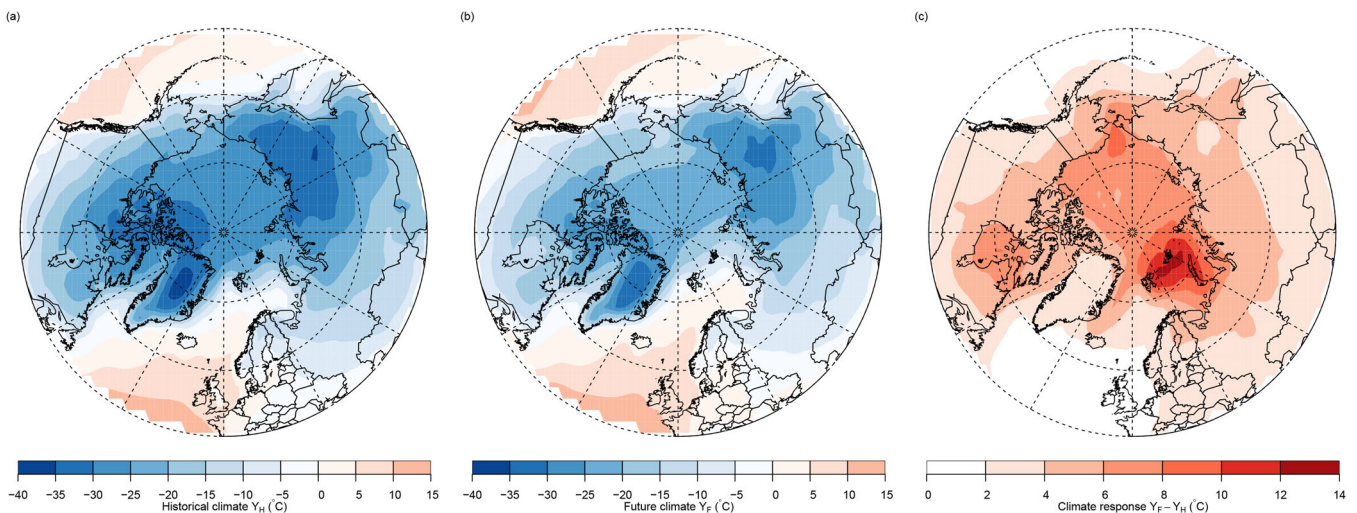 (a)
(b)
(c)
−40 −35 −30 −25 −20 −15 −10 −5 0 5 10 15
Historical climate Y_H (°C)
−40 −35 −30 −25 −20 −15 −10 −5 0 5 10 15
Future climate Y_F (°C)
0 2 4 6 8 10 12 14
Climate response Y_F − Y_H (°C)